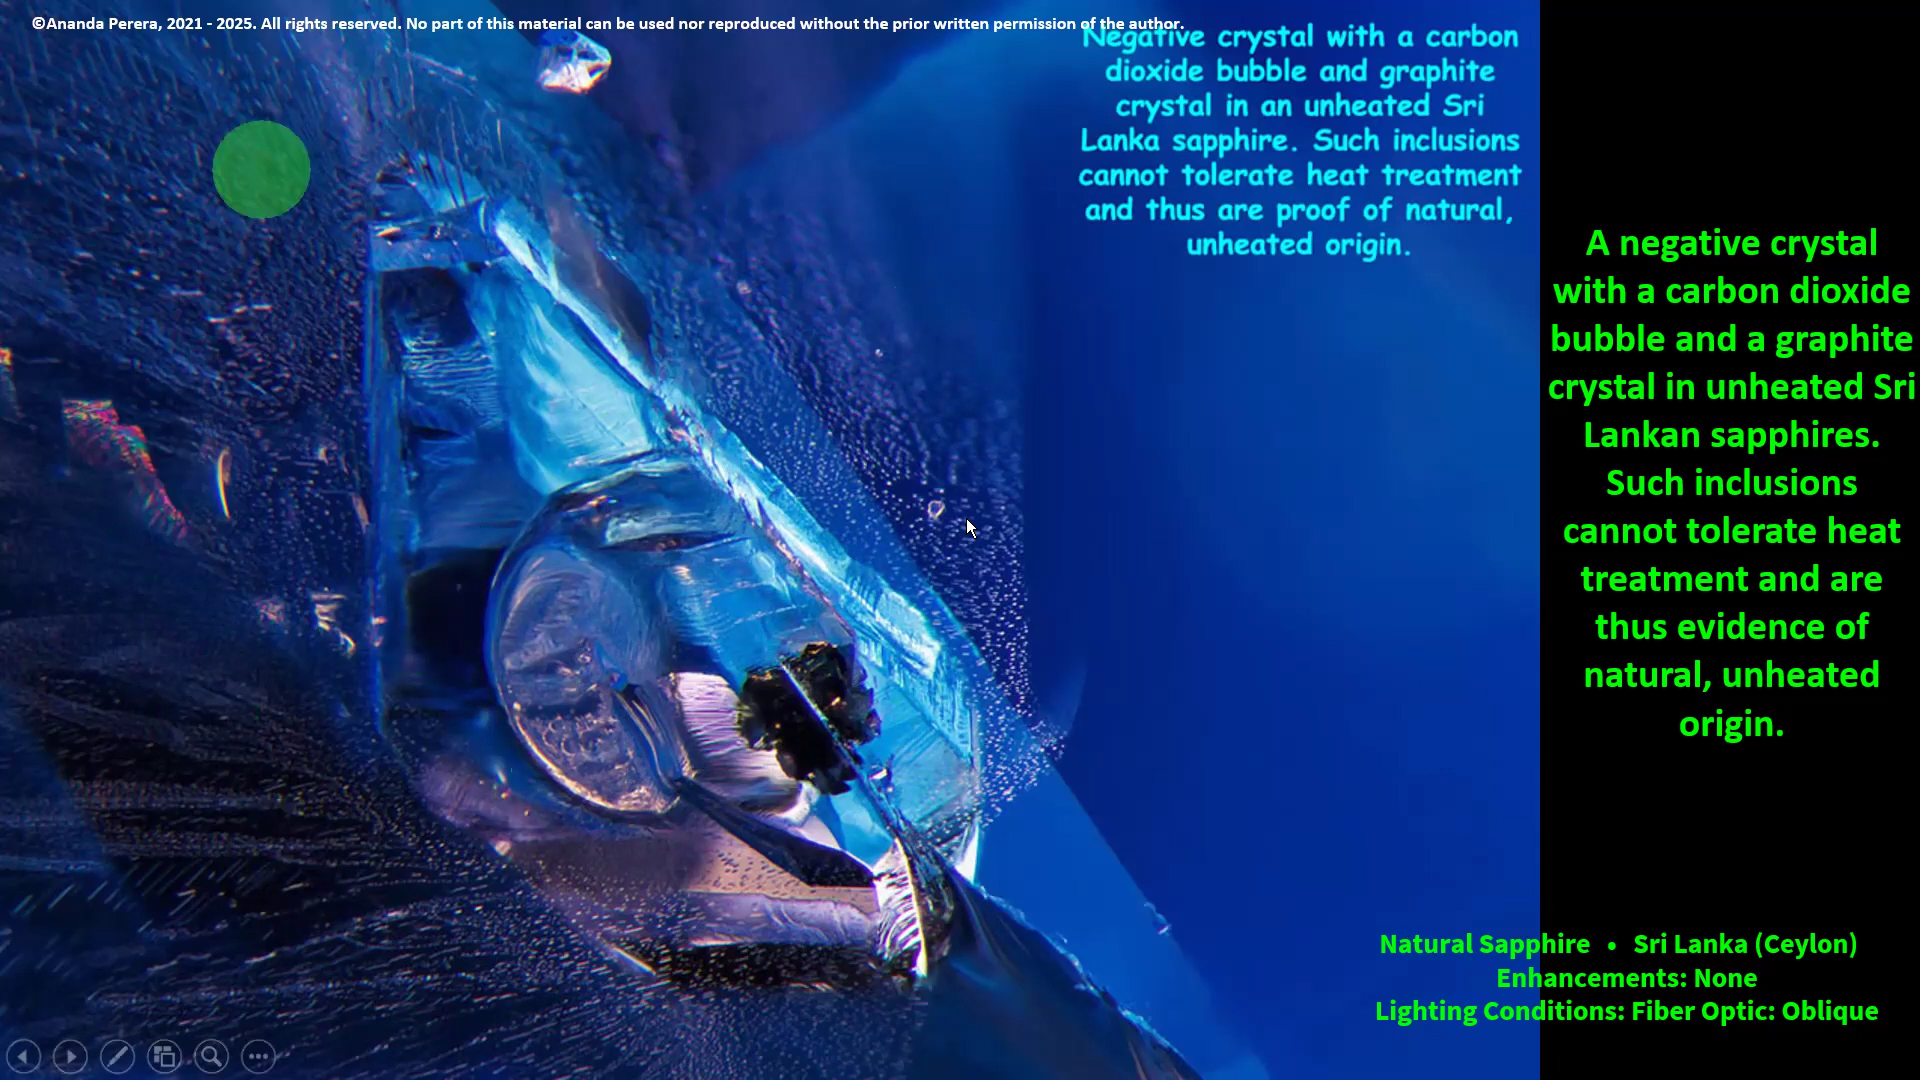 ©Ananda Perera, 2021 - 2025. All rights reserved. No part of this material can be used nor reproduced without the prior written permission of the author.
Negative crystal with a carbon
dioxide bubble and graphite
crystal in an unheated Sri
Lanka sapphire. Such inclusions
cannot tolerate heat treatment
and thus are proof of natural,
unheated origin.
A negative crystal
with a carbon dioxide
bubble and a graphite
crystal in unheated Sri
Lankan sapphires.
Such inclusions
cannot tolerate heat
treatment and are
thus evidence of
natural, unheated
origin.
Natural Sapphire • Sri Lanka (Ceylon)
Enhancements: None
Lighting Conditions: Fiber Optic: Oblique